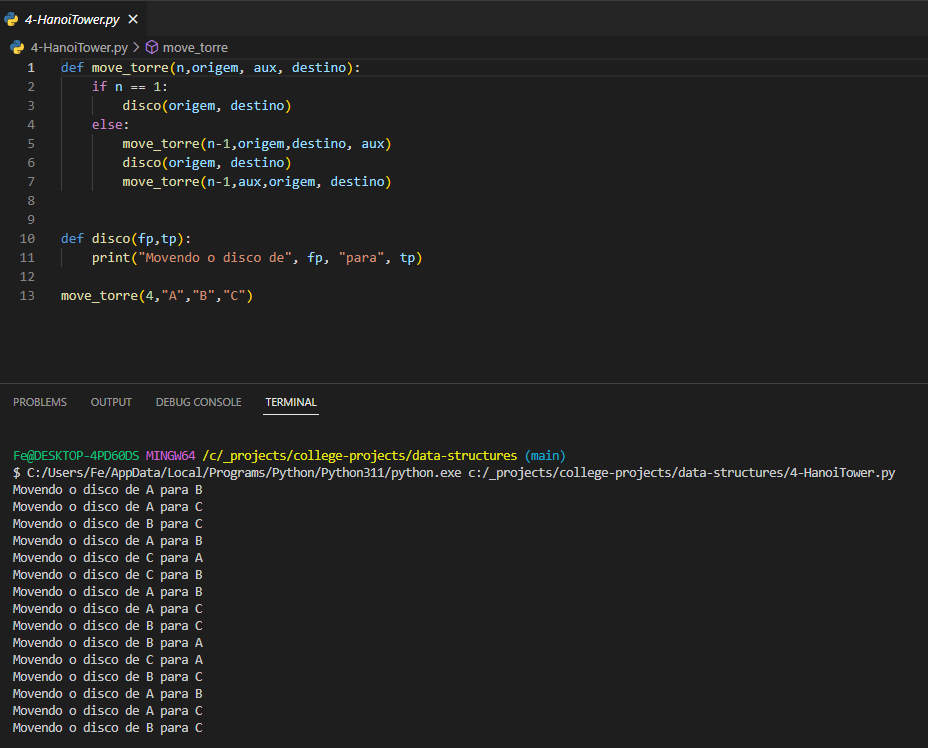 4-HanoiTower.py ×
4-HanoiTower.py > move_torre
1 def move_torre(n,origem, aux, destino):
2     if n == 1:
3         disco(origem, destino)
4     else:
5         move_torre(n-1,origem,destino, aux)
6         disco(origem, destino)
7         move_torre(n-1,aux,origem, destino)
8
9
10 def disco(fp,tp):
11     print("Movendo o disco de", fp, "para", tp)
12
13 move_torre(4,"A","B","C")
PROBLEMS OUTPUT DEBUG CONSOLE TERMINAL
Fe@DESKTOP-4PD60DS MINGW64 /c/_projects/college-projects/data-structures (main)
$ C:/Users/Fe/AppData/Local/Programs/Python/Python311/python.exe c:/_projects/college-projects/data-structures/4-HanoiTower.py
Movendo o disco de A para B
Movendo o disco de A para C
Movendo o disco de B para C
Movendo o disco de A para B
Movendo o disco de C para A
Movendo o disco de C para B
Movendo o disco de A para B
Movendo o disco de A para C
Movendo o disco de B para C
Movendo o disco de B para A
Movendo o disco de C para A
Movendo o disco de B para C
Movendo o disco de A para B
Movendo o disco de A para C
Movendo o disco de B para C